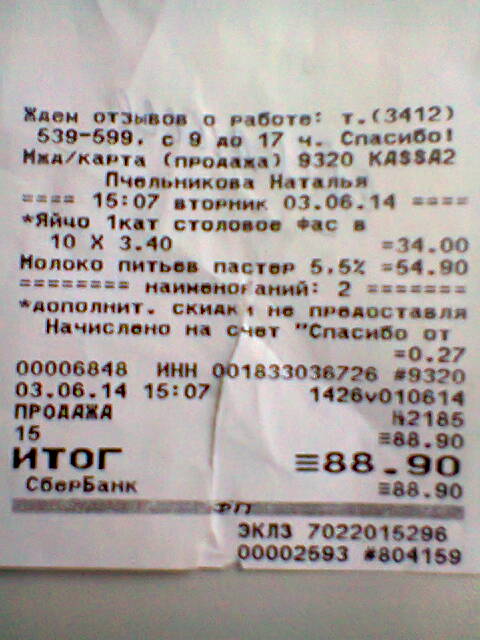 Ждем отзывов о работе: т.(3412)
539-599. с 9 до 17 ч. Спасибо!
Мжд/карта (продажа) 9320 KASSA2
Пчельникова Наталья
==== 15:07 вторник 03.06.14 ====
*Яйцо 1кат столовое фас в
10 X 3.40 =34.00
Молоко питьев пастер 5,5% =54.90
======== наименований: 2 =======
*дополнит. скидки не предоставля
Начислено на счет "Спасибо от
=0.27
00006848 ИНН 001833036726 #9320
03.06.14 15:07 1426v010614
ПРОДАЖА №2185
15 ≡88.90
ИТОГ ≡88.90
СберБанк ≡88.90
ФП
ЭКЛЗ 7022015296
00002593 #804159